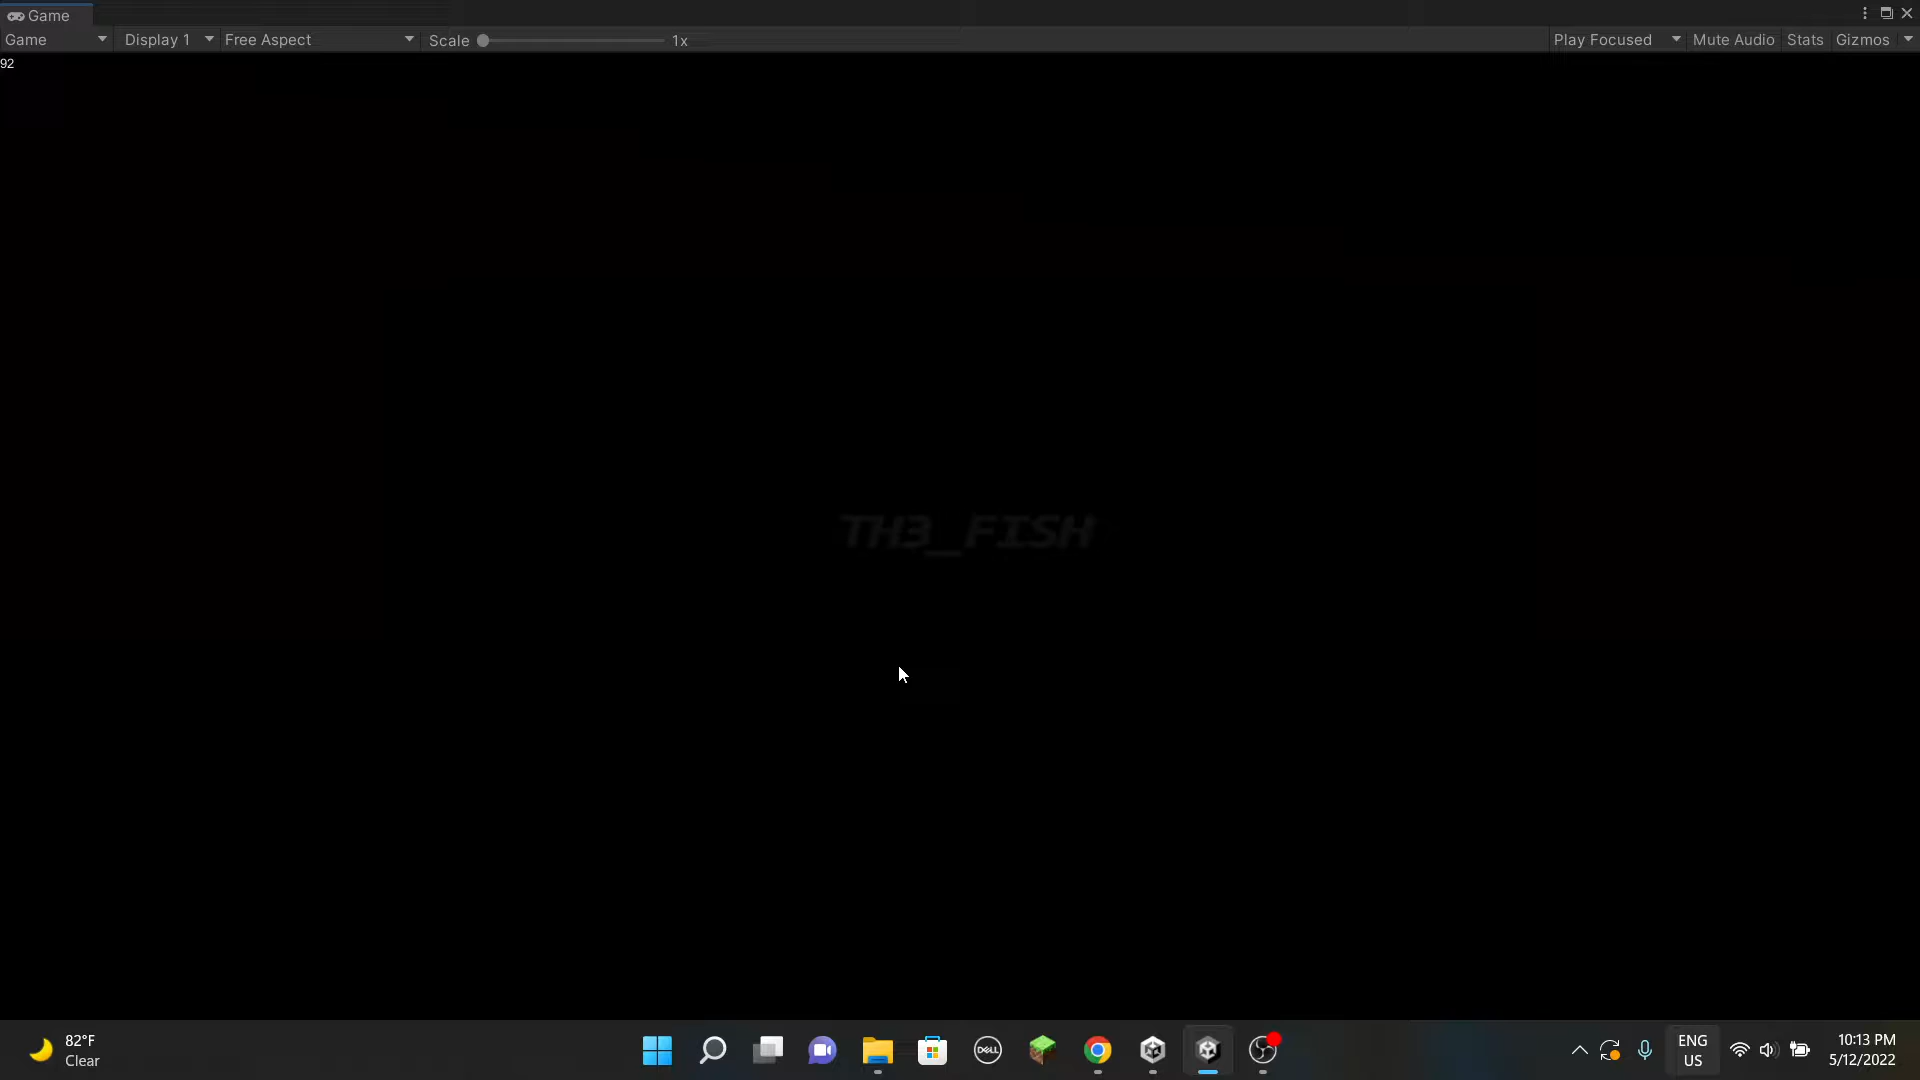 Game
Game Display 1 Free Aspect Scale 1x Play Focused Mute Audio Stats Gizmos
92
TH3_FISH
82°F
Clear
DELL
ENG
US
10:13 PM
5/12/2022